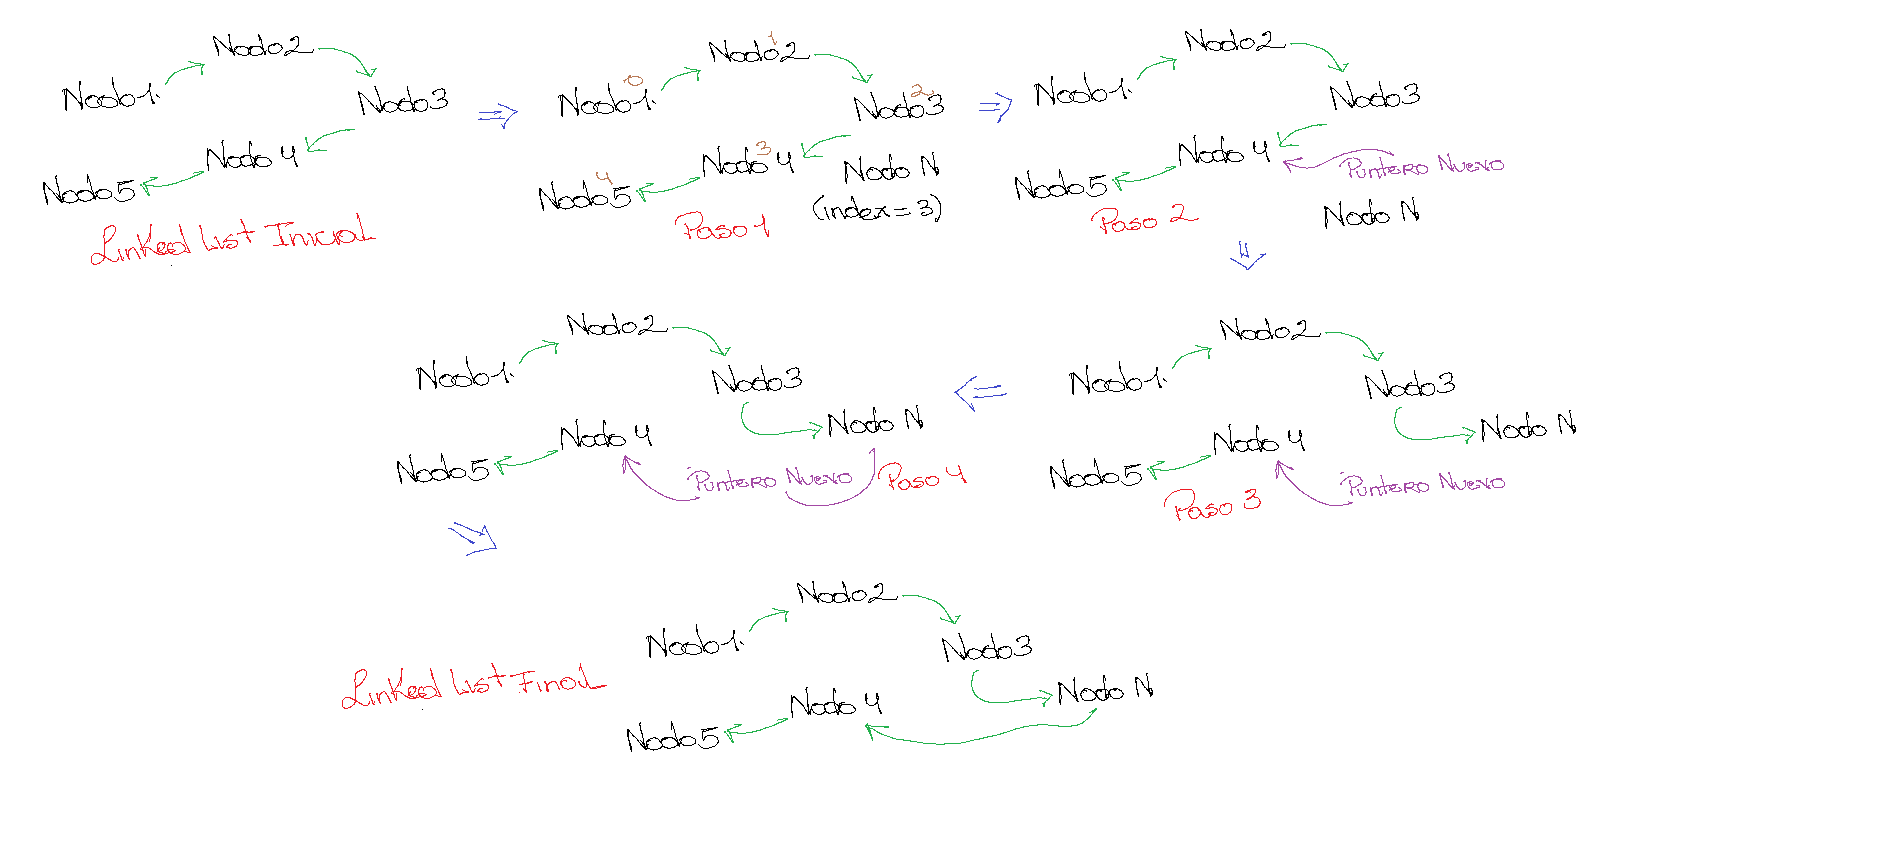 Nodo1.
Nodo2
Nodo3
Nodo 4
Nodo5
Linked List Inicial
Nodo1.
0
Nodo2
1
Nodo3
2
Nodo 4
3
Nodo5
4
Nodo N
(index = 3)
Paso 1
Nodo1.
Nodo2
Nodo3
Nodo 4
Puntero Nuevo
Nodo5
Paso 2
Nodo N
Nodo1.
Nodo2
Nodo3
Nodo N
Nodo 4
Nodo5
Puntero Nuevo
Paso 3
Nodo1.
Nodo2
Nodo3
Nodo N
Nodo 4
Nodo5
Puntero Nuevo
Paso 4
Nodo1.
Nodo2
Nodo3
Nodo N
Nodo 4
Nodo5
Linked List Final